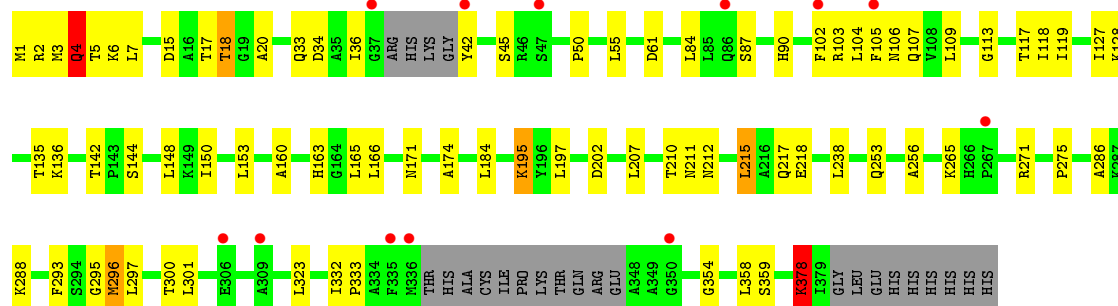 M1 R2 M3 Q4 T5 K6 L7 D15 A16 T17 T18 G19 A20 Q33 D34 A35 I36 G37 ARG HIS LYS GLY Y42 S45 R46 S47 P50 L55 D61 L84 L85 Q86 S87 H90 F102 R103 L104 F105 N106 Q107 V108 L109 G113 T117 I118 I119 I127 K128
T135 K136 T142 P143 S144 L148 K149 I150 L153 A160 H163 G164 L165 L166 N171 A174 L184 K195 Y196 L197 D202 L207 T210 N211 N212 L215 A216 Q217 E218 L238 Q253 A256 K265 H266 P267 R271 P275 A286 K287
K288 F293 S294 G295 M296 L297 T300 L301 E306 A309 L323 I332 P333 A334 F335 M336 THR HIS ALA CYS ILE PRO LYS THR GLN ARG GLU A348 A349 G350 G354 L358 S359 K378 I379 GLY LEU GLU HIS HIS HIS HIS HIS HIS